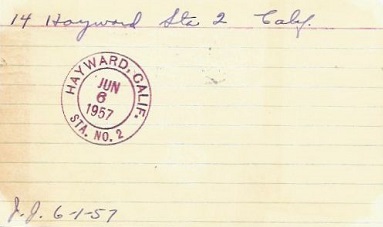 14 Hayward Sta 2 Calif.
HAYWARD, CALIF.
JUN
6
1957
STA. NO. 2
J.J. 6-1-57